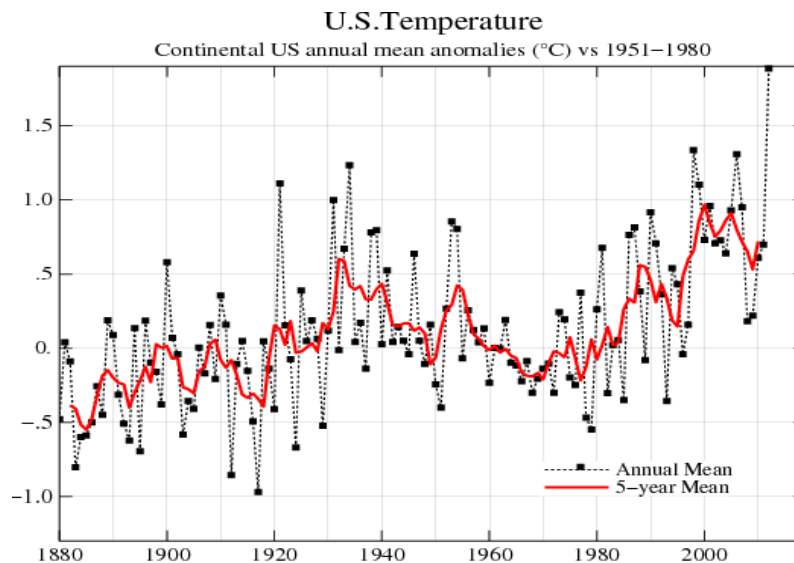 U.S.Temperature
Continental US annual mean anomalies (°C) vs 1951−1980
1.5
1.0
.5
0.
−.5
−1.0
Annual Mean
5−year Mean
1880 1900 1920 1940 1960 1980 2000